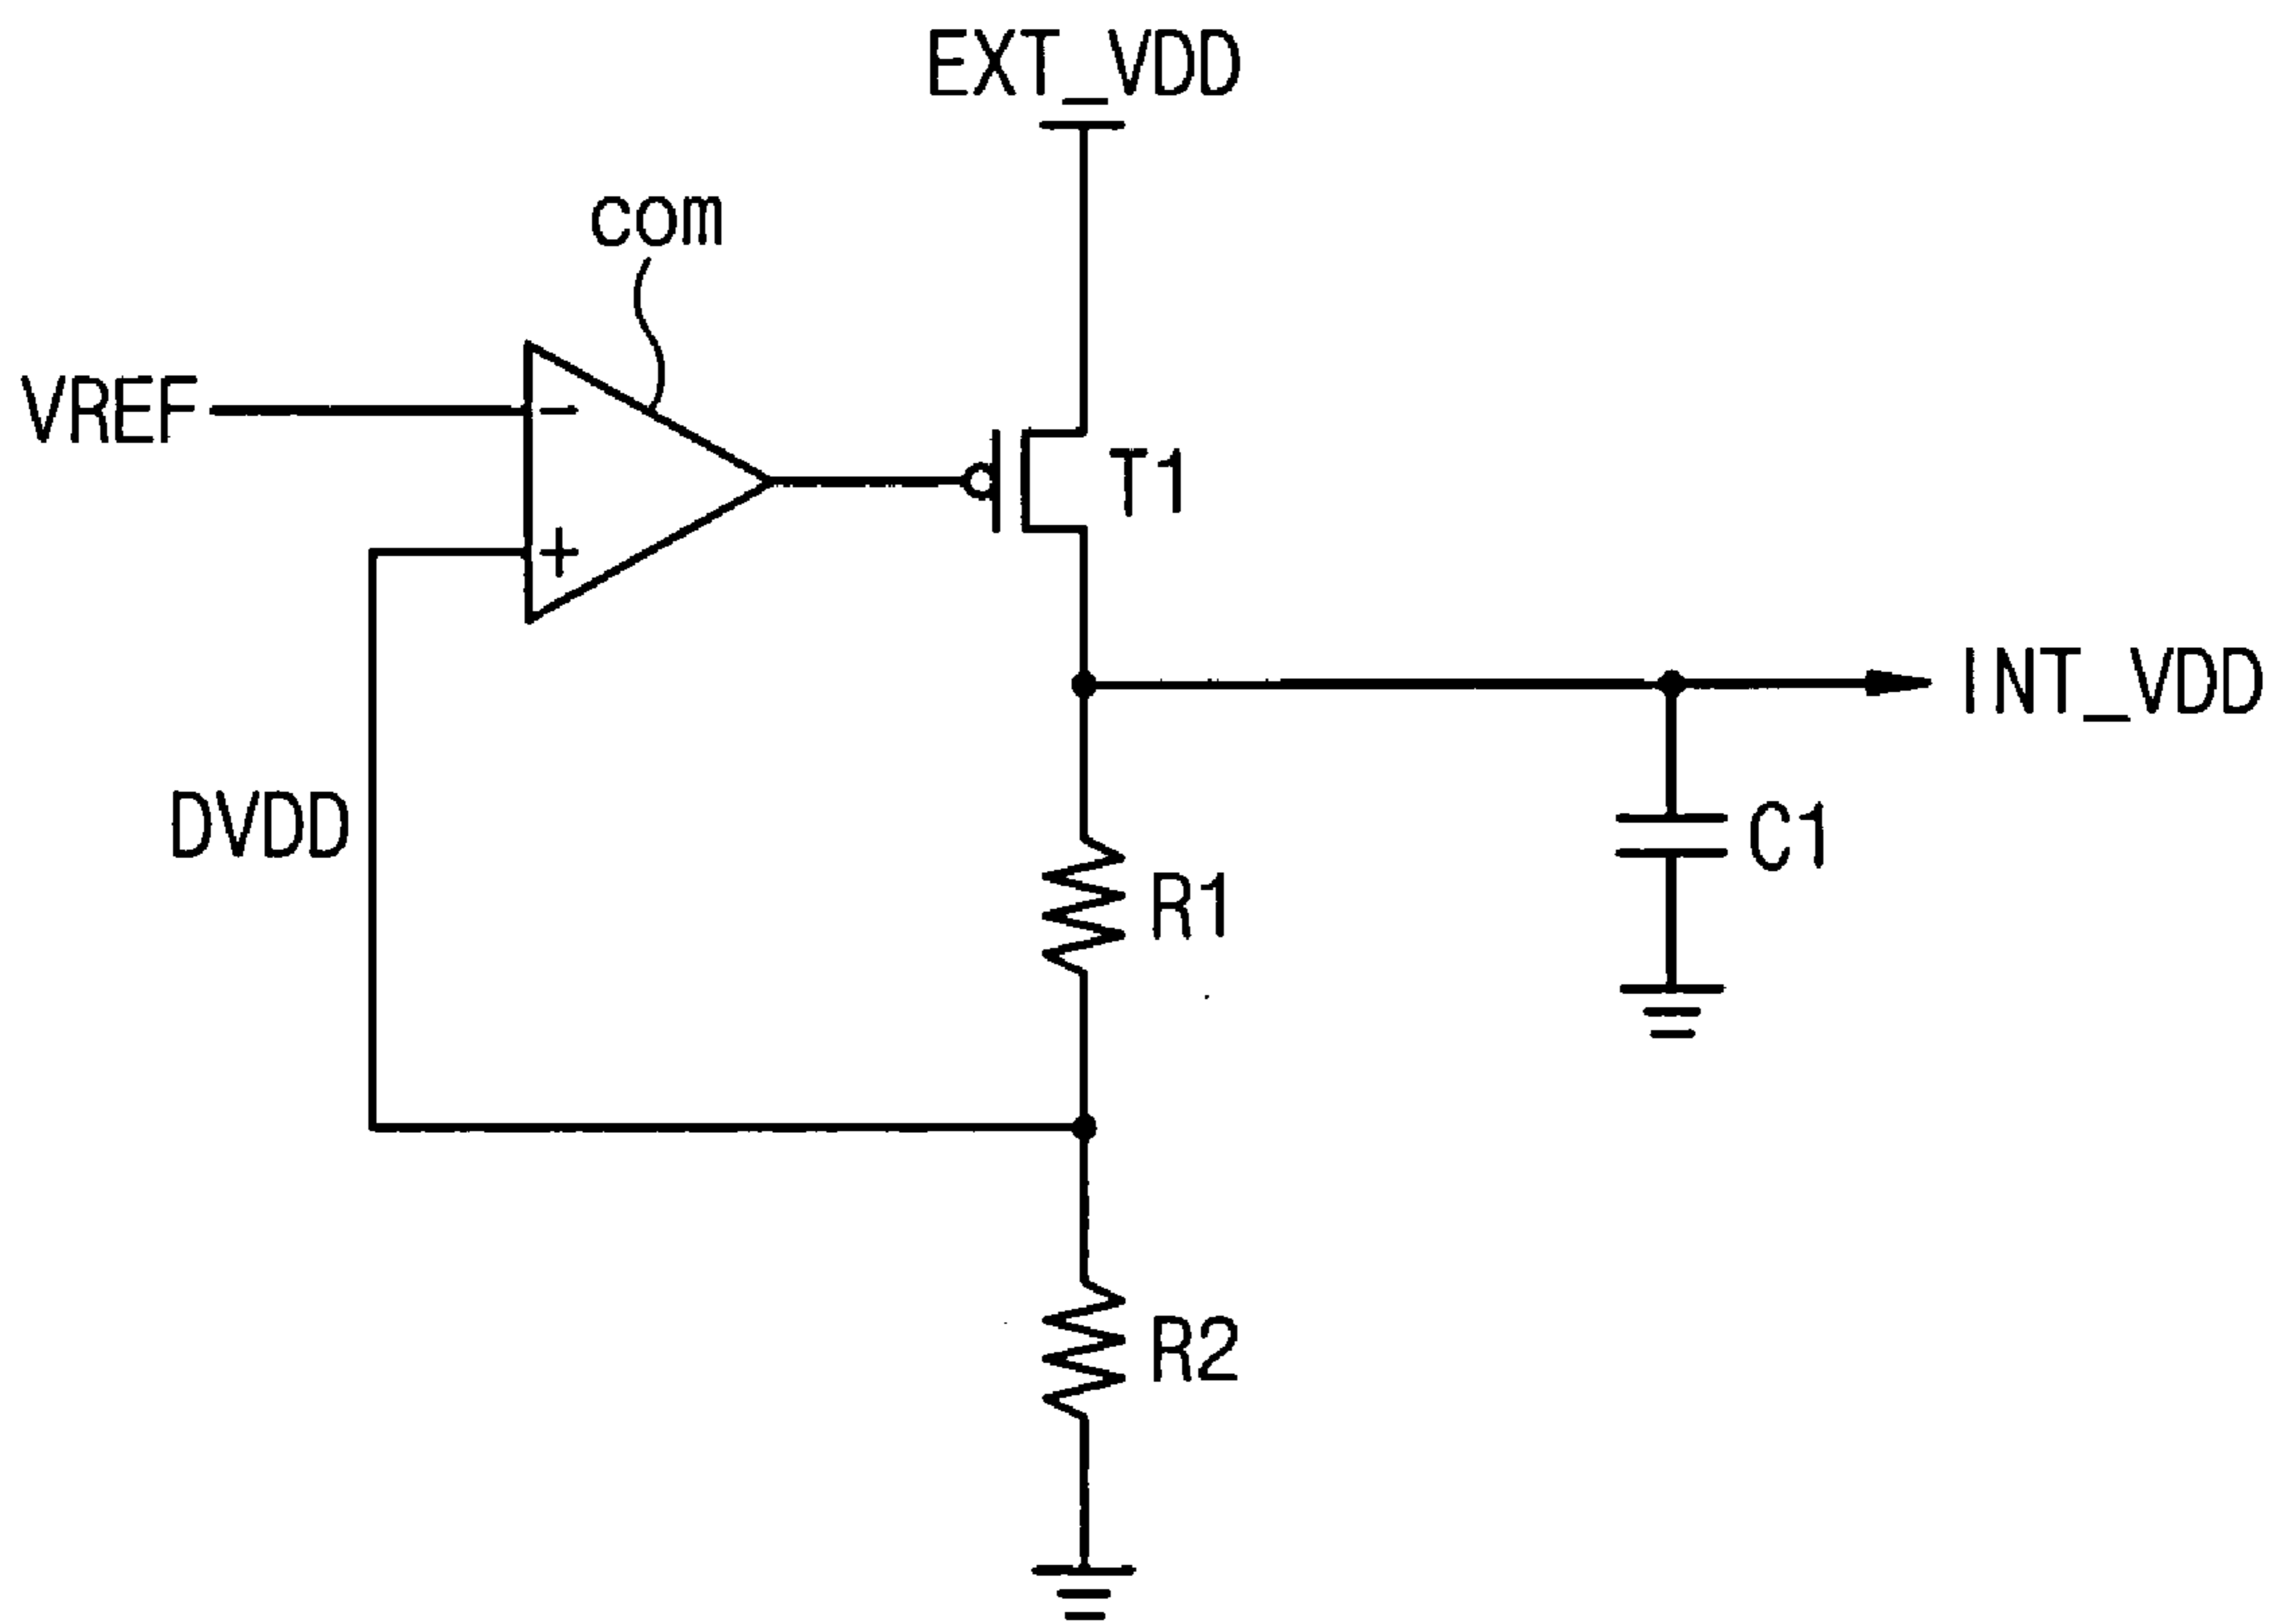 EXT_VDD
com
VREF
-
T1
+
INT_VDD
DVDD
C1
R1
R2